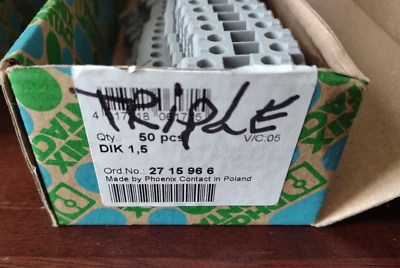 TRIPLE
Qty.: 50 pcs
V/C:05
DIK 1,5
Ord.No.: 27 15 96 6
Made by Phoenix Contact in Poland